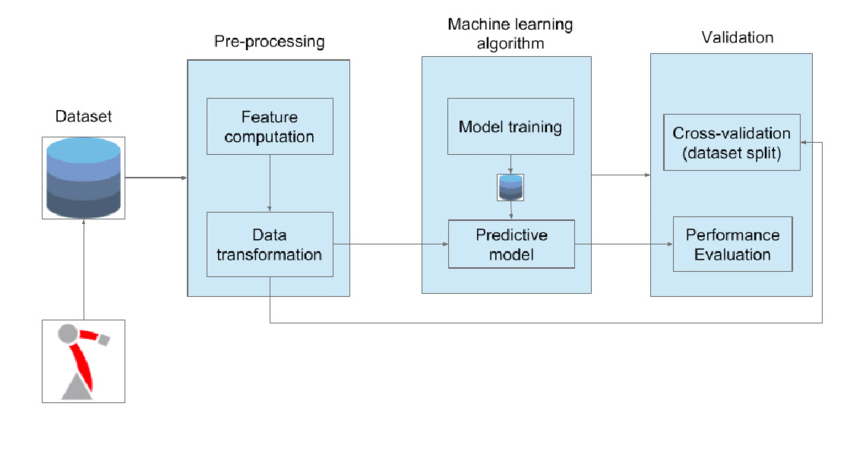 Dataset
Pre-processing
Feature
computation
Data
transformation
Machine learning
algorithm
Model training
Predictive
model
Validation
Cross-validation
(dataset split)
Performance
Evaluation